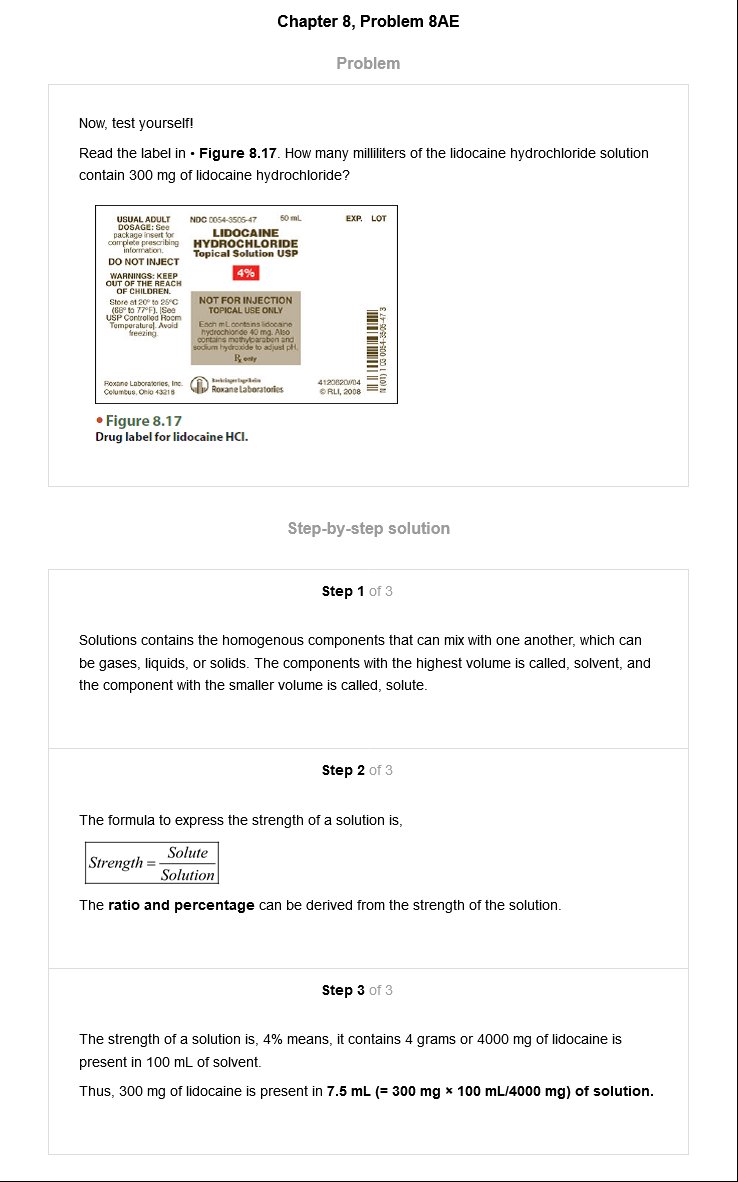 Chapter 8, Problem 8AE
Problem
Now, test yourself!
Read the label in • Figure 8.17. How many milliliters of the lidocaine hydrochloride solution
contain 300 mg of lidocaine hydrochloride?
USUAL ADULT
DOSAGE: See
package insert for
complete prescribing
information.
DO NOT INJECT
WARNINGS: KEEP
OUT OF THE REACH
OF CHILDREN.
Store at 20° to 25°C
(68° to 77°F). [See
USP Controlled Room
Temperature]. Avoid
freezing.
Roxane Laboratories, Inc.
Columbus, Ohio 43216
NDC 0054-3505-47 50 mL
LIDOCAINE
HYDROCHLORIDE
Topical Solution USP
4%
NOT FOR INJECTION
TOPICAL USE ONLY
Each mL contains lidocaine
hydrochloride 40 mg. Also
contains methylparaben and
sodium hydroxide to adjust pH.
℞ only
Boehringer Ingelheim
Roxane Laboratories
EXP. LOT
4120620/04
© RLI, 2008
N (01) 1 03 0054-3505-47 3
• Figure 8.17
Drug label for lidocaine HCl.
Step-by-step solution
Step 1 of 3
Solutions contains the homogenous components that can mix with one another, which can
be gases, liquids, or solids. The components with the highest volume is called, solvent, and
the component with the smaller volume is called, solute.
Step 2 of 3
The formula to express the strength of a solution is,
Strength = Solute / Solution
The ratio and percentage can be derived from the strength of the solution.
Step 3 of 3
The strength of a solution is, 4% means, it contains 4 grams or 4000 mg of lidocaine is
present in 100 mL of solvent.
Thus, 300 mg of lidocaine is present in 7.5 mL (= 300 mg × 100 mL/4000 mg) of solution.